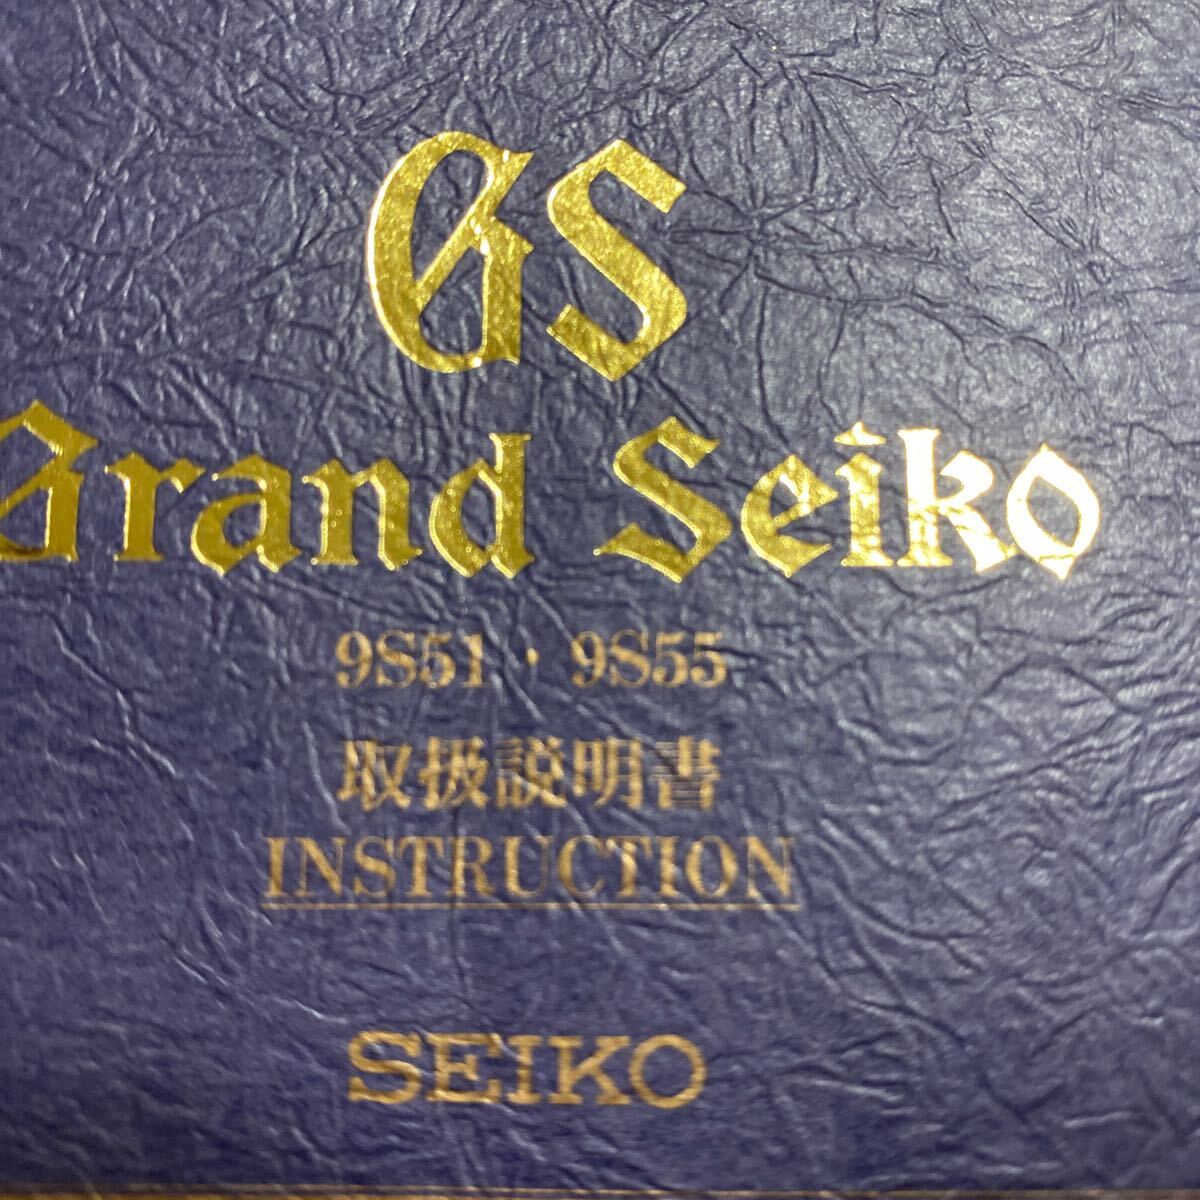 GS
Grand Seiko
9S51・9S55
取扱説明書
INSTRUCTION
SEIKO